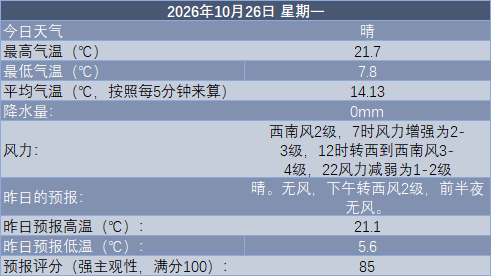 2026年10月26日 星期一
今日天气 晴
最高气温（℃） 21.7
最低气温（℃） 7.8
平均气温（℃，按照每5分钟来算） 14.13
降水量： 0mm
风力： 西南风2级，7时风力增强为2-
3级，12时转西到西南风3-
4级，22风力减弱为1-2级
昨日的预报： 晴。无风，下午转西风2级，前半夜
无风。
昨日预报高温（℃）： 21.1
昨日预报低温（℃）： 5.6
预报评分（强主观性，满分100）： 85